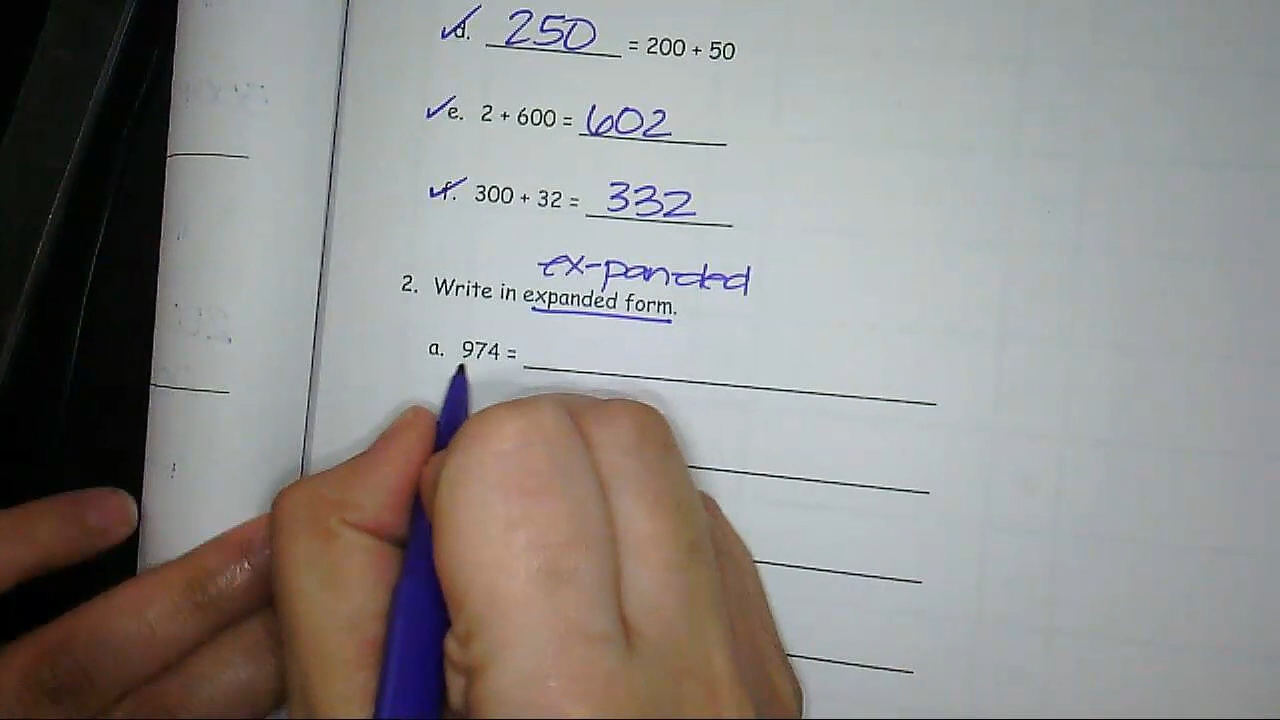 d. 250 = 200 + 50
e. 2 + 600 = 602
f. 300 + 32 = 332
ex-panded
2. Write in expanded form.
a. 974 =